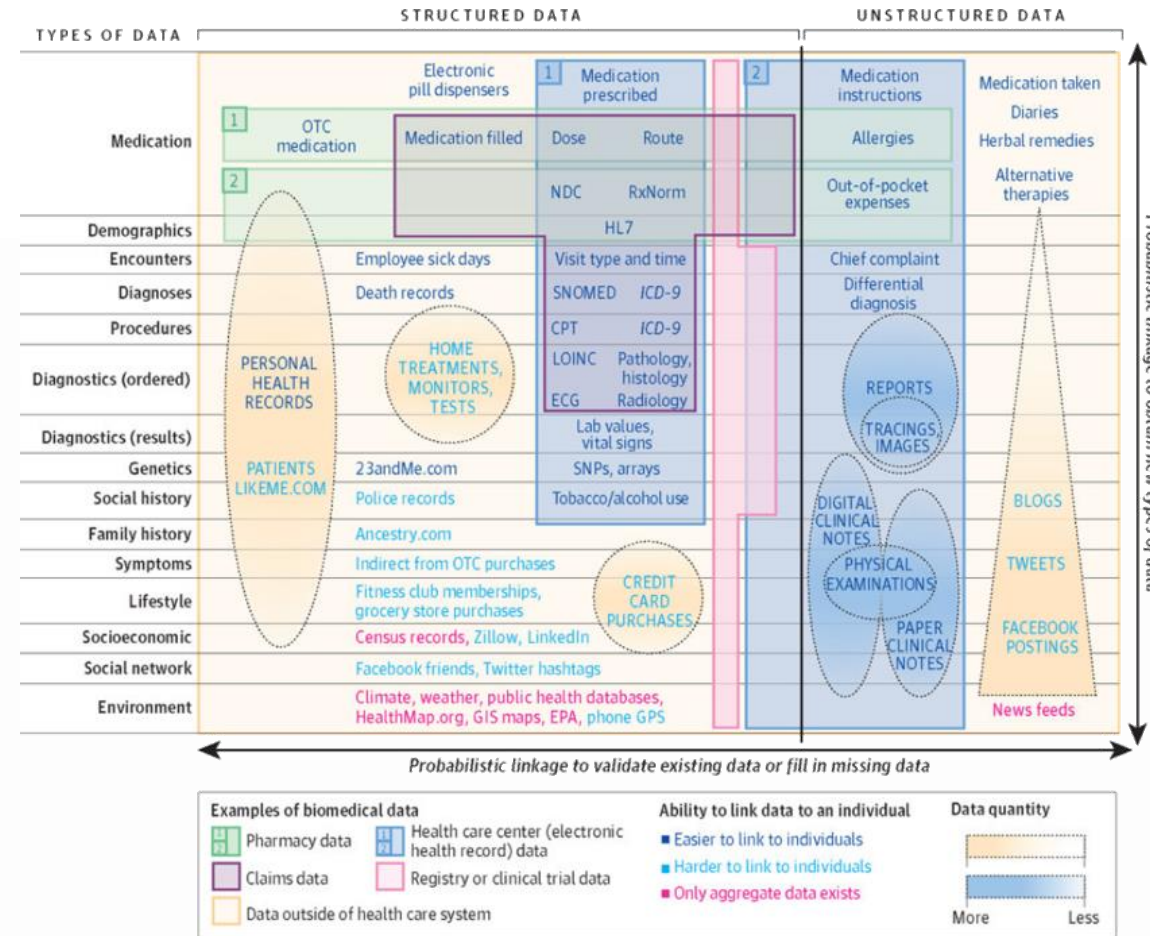 STRUCTURED DATA
UNSTRUCTURED DATA
TYPES OF DATA
Electronic
pill dispensers
1
Medication
prescribed
2
Medication
instructions
Medication taken
Diaries
Herbal remedies
Alternative
therapies
Medication
1
OTC
medication
Medication filled
Dose
Route
Allergies
2
NDC
RxNorm
Out-of-pocket
expenses
Demographics
HL7
Encounters
Employee sick days
Visit type and time
Chief complaint
Diagnoses
Death records
SNOMED
ICD-9
Differential
diagnosis
Procedures
CPT
ICD-9
Diagnostics (ordered)
PERSONAL
HEALTH
RECORDS
HOME
TREATMENTS,
MONITORS,
TESTS
LOINC
Pathology,
histology
ECG
Radiology
REPORTS
Diagnostics (results)
Lab values,
vital signs
TRACINGS,
IMAGES
Genetics
PATIENTS
LIKEME.COM
23andMe.com
SNPs, arrays
Social history
Police records
Tobacco/alcohol use
DIGITAL
CLINICAL
NOTES
BLOGS
Family history
Ancestry.com
Symptoms
Indirect from OTC purchases
PHYSICAL
EXAMINATIONS
TWEETS
Lifestyle
Fitness club memberships,
grocery store purchases
CREDIT
CARD
PURCHASES
Socioeconomic
Census records, Zillow, LinkedIn
PAPER
CLINICAL
NOTES
FACEBOOK
POSTINGS
Social network
Facebook friends, Twitter hashtags
Environment
Climate, weather, public health databases,
HealthMap.org, GIS maps, EPA, phone GPS
News feeds
Probabilistic linkage to validate existing data or fill in missing data
Examples of biomedical data
1
2
Pharmacy data
1
2
Health care center (electronic
health record) data
Claims data
Registry or clinical trial data
Data outside of health care system
Ability to link data to an individual
Easier to link to individuals
Harder to link to individuals
Only aggregate data exists
Data quantity
More
Less